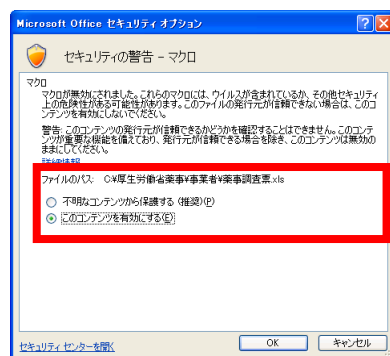 Microsoft Office セキュリティ オプション
セキュリティの警告 - マクロ
マクロ
マクロが無効にされました。これらのマクロには、ウイルスが含まれているか、その他セキュリティ
上の危険性がある可能性があります。このファイルの発行元が信頼できない場合は、このコ
ンテンツを有効にしないでください。
警告: このコンテンツの発行元が信頼できるかどうかを確認することはできません。このコンテ
ンツが重要な機能を備えており、発行元が信頼できる場合を除き、このコンテンツは無効の
ままにしてください。
詳細情報
ファイルのパス: C:¥厚生労働省薬事¥事業者¥薬事調査票.xls
不明なコンテンツから保護する (推奨)(P)
このコンテンツを有効にする(E)
セキュリティ センターを開く
OK
キャンセル